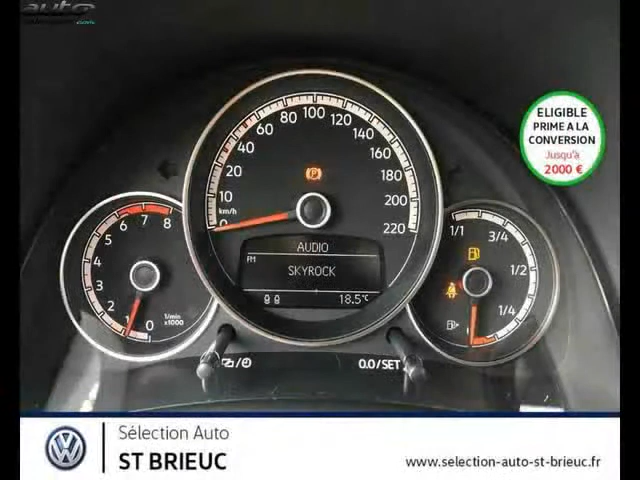 auto
ELIGIBLE
PRIME A LA
CONVERSION
Jusqu'à
2000 €
0 10 20 40 60 80 100 120 140 160 180 200 220
km/h
AUDIO
FM
SKYROCK
18.5°C
0 1 2 3 4 5 6 7 8
1/min
x1000
1/1 3/4 1/2 1/4
0.0/SET
Sélection Auto
ST BRIEUC
www.selection-auto-st-brieuc.fr